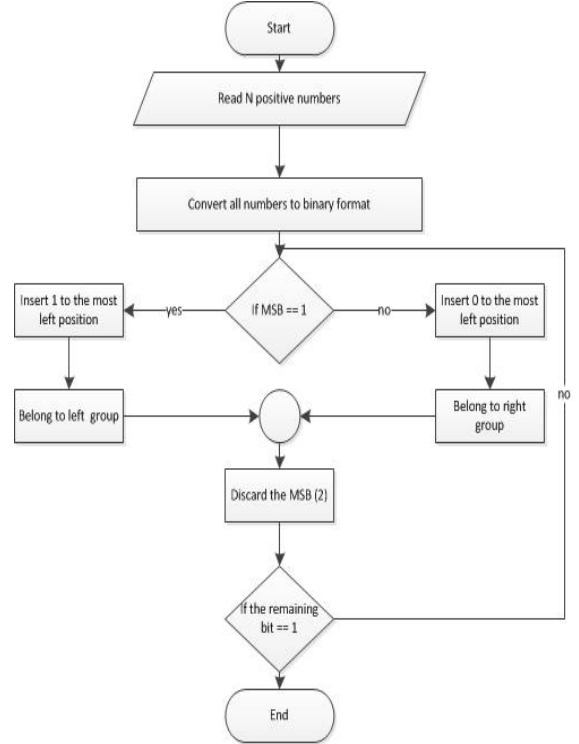 Start
Read N positive numbers
Convert all numbers to binary format
Insert 1 to the most
left position
yes
If MSB == 1
no
Insert 0 to the most
left position
Belong to left group
Belong to right
group
no
Discard the MSB (2)
If the remaining
bit == 1
End